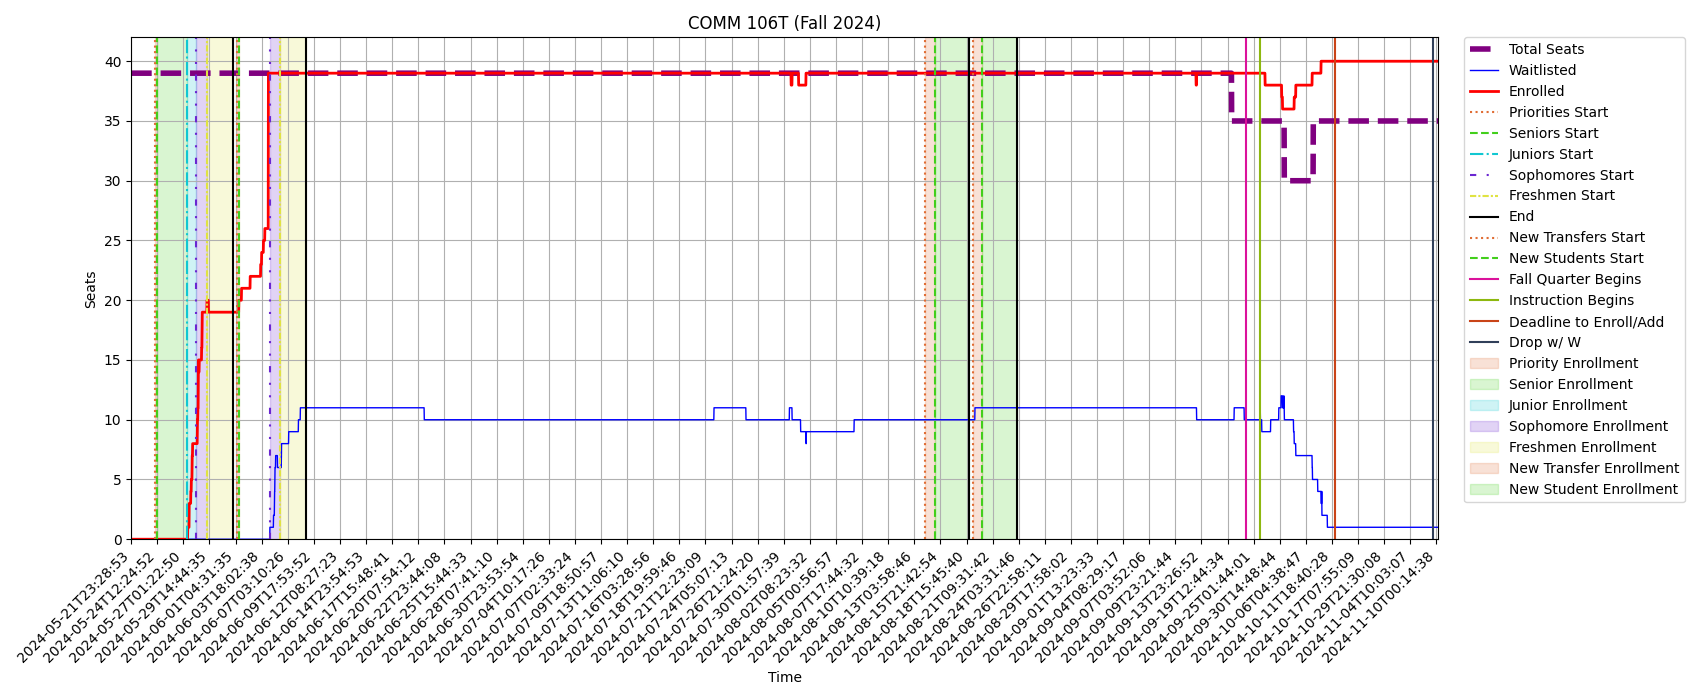 COMM 106T (Fall 2024)
Seats
40
35
30
25
20
15
10
5
0
2024-05-21T23:28:53
2024-05-24T12:24:52
2024-05-27T01:22:50
2024-05-29T14:44:35
2024-06-01T04:31:35
2024-06-03T18:02:38
2024-06-07T03:10:26
2024-06-09T17:53:52
2024-06-12T08:27:23
2024-06-14T23:54:53
2024-06-17T15:48:41
2024-06-20T07:54:12
2024-06-22T23:44:09
2024-06-25T15:44:33
2024-06-28T07:41:10
2024-06-30T23:53:54
2024-07-04T10:17:26
2024-07-07T02:33:24
2024-07-09T18:50:57
2024-07-13T11:06:10
2024-07-16T03:28:56
2024-07-18T19:59:46
2024-07-21T12:23:09
2024-07-24T05:07:13
2024-07-26T21:24:20
2024-07-30T01:57:39
2024-08-02T08:23:32
2024-08-05T00:56:57
2024-08-07T17:44:32
2024-08-10T10:39:18
2024-08-13T03:58:46
2024-08-15T21:42:54
2024-08-18T15:45:40
2024-08-21T09:31:42
2024-08-24T03:31:46
2024-08-26T22:58:11
2024-08-29T17:58:02
2024-09-01T13:23:33
2024-09-04T08:29:17
2024-09-07T03:52:06
2024-09-09T23:21:44
2024-09-13T23:26:52
2024-09-19T12:44:34
2024-09-25T01:44:01
2024-09-30T14:48:44
2024-10-06T04:38:47
2024-10-11T18:40:28
2024-10-17T07:55:09
2024-10-29T21:30:08
2024-11-04T10:03:07
2024-11-10T00:14:38
Time
Total Seats
Waitlisted
Enrolled
Priorities Start
Seniors Start
Juniors Start
Sophomores Start
Freshmen Start
End
New Transfers Start
New Students Start
Fall Quarter Begins
Instruction Begins
Deadline to Enroll/Add
Drop w/ W
Priority Enrollment
Senior Enrollment
Junior Enrollment
Sophomore Enrollment
Freshmen Enrollment
New Transfer Enrollment
New Student Enrollment